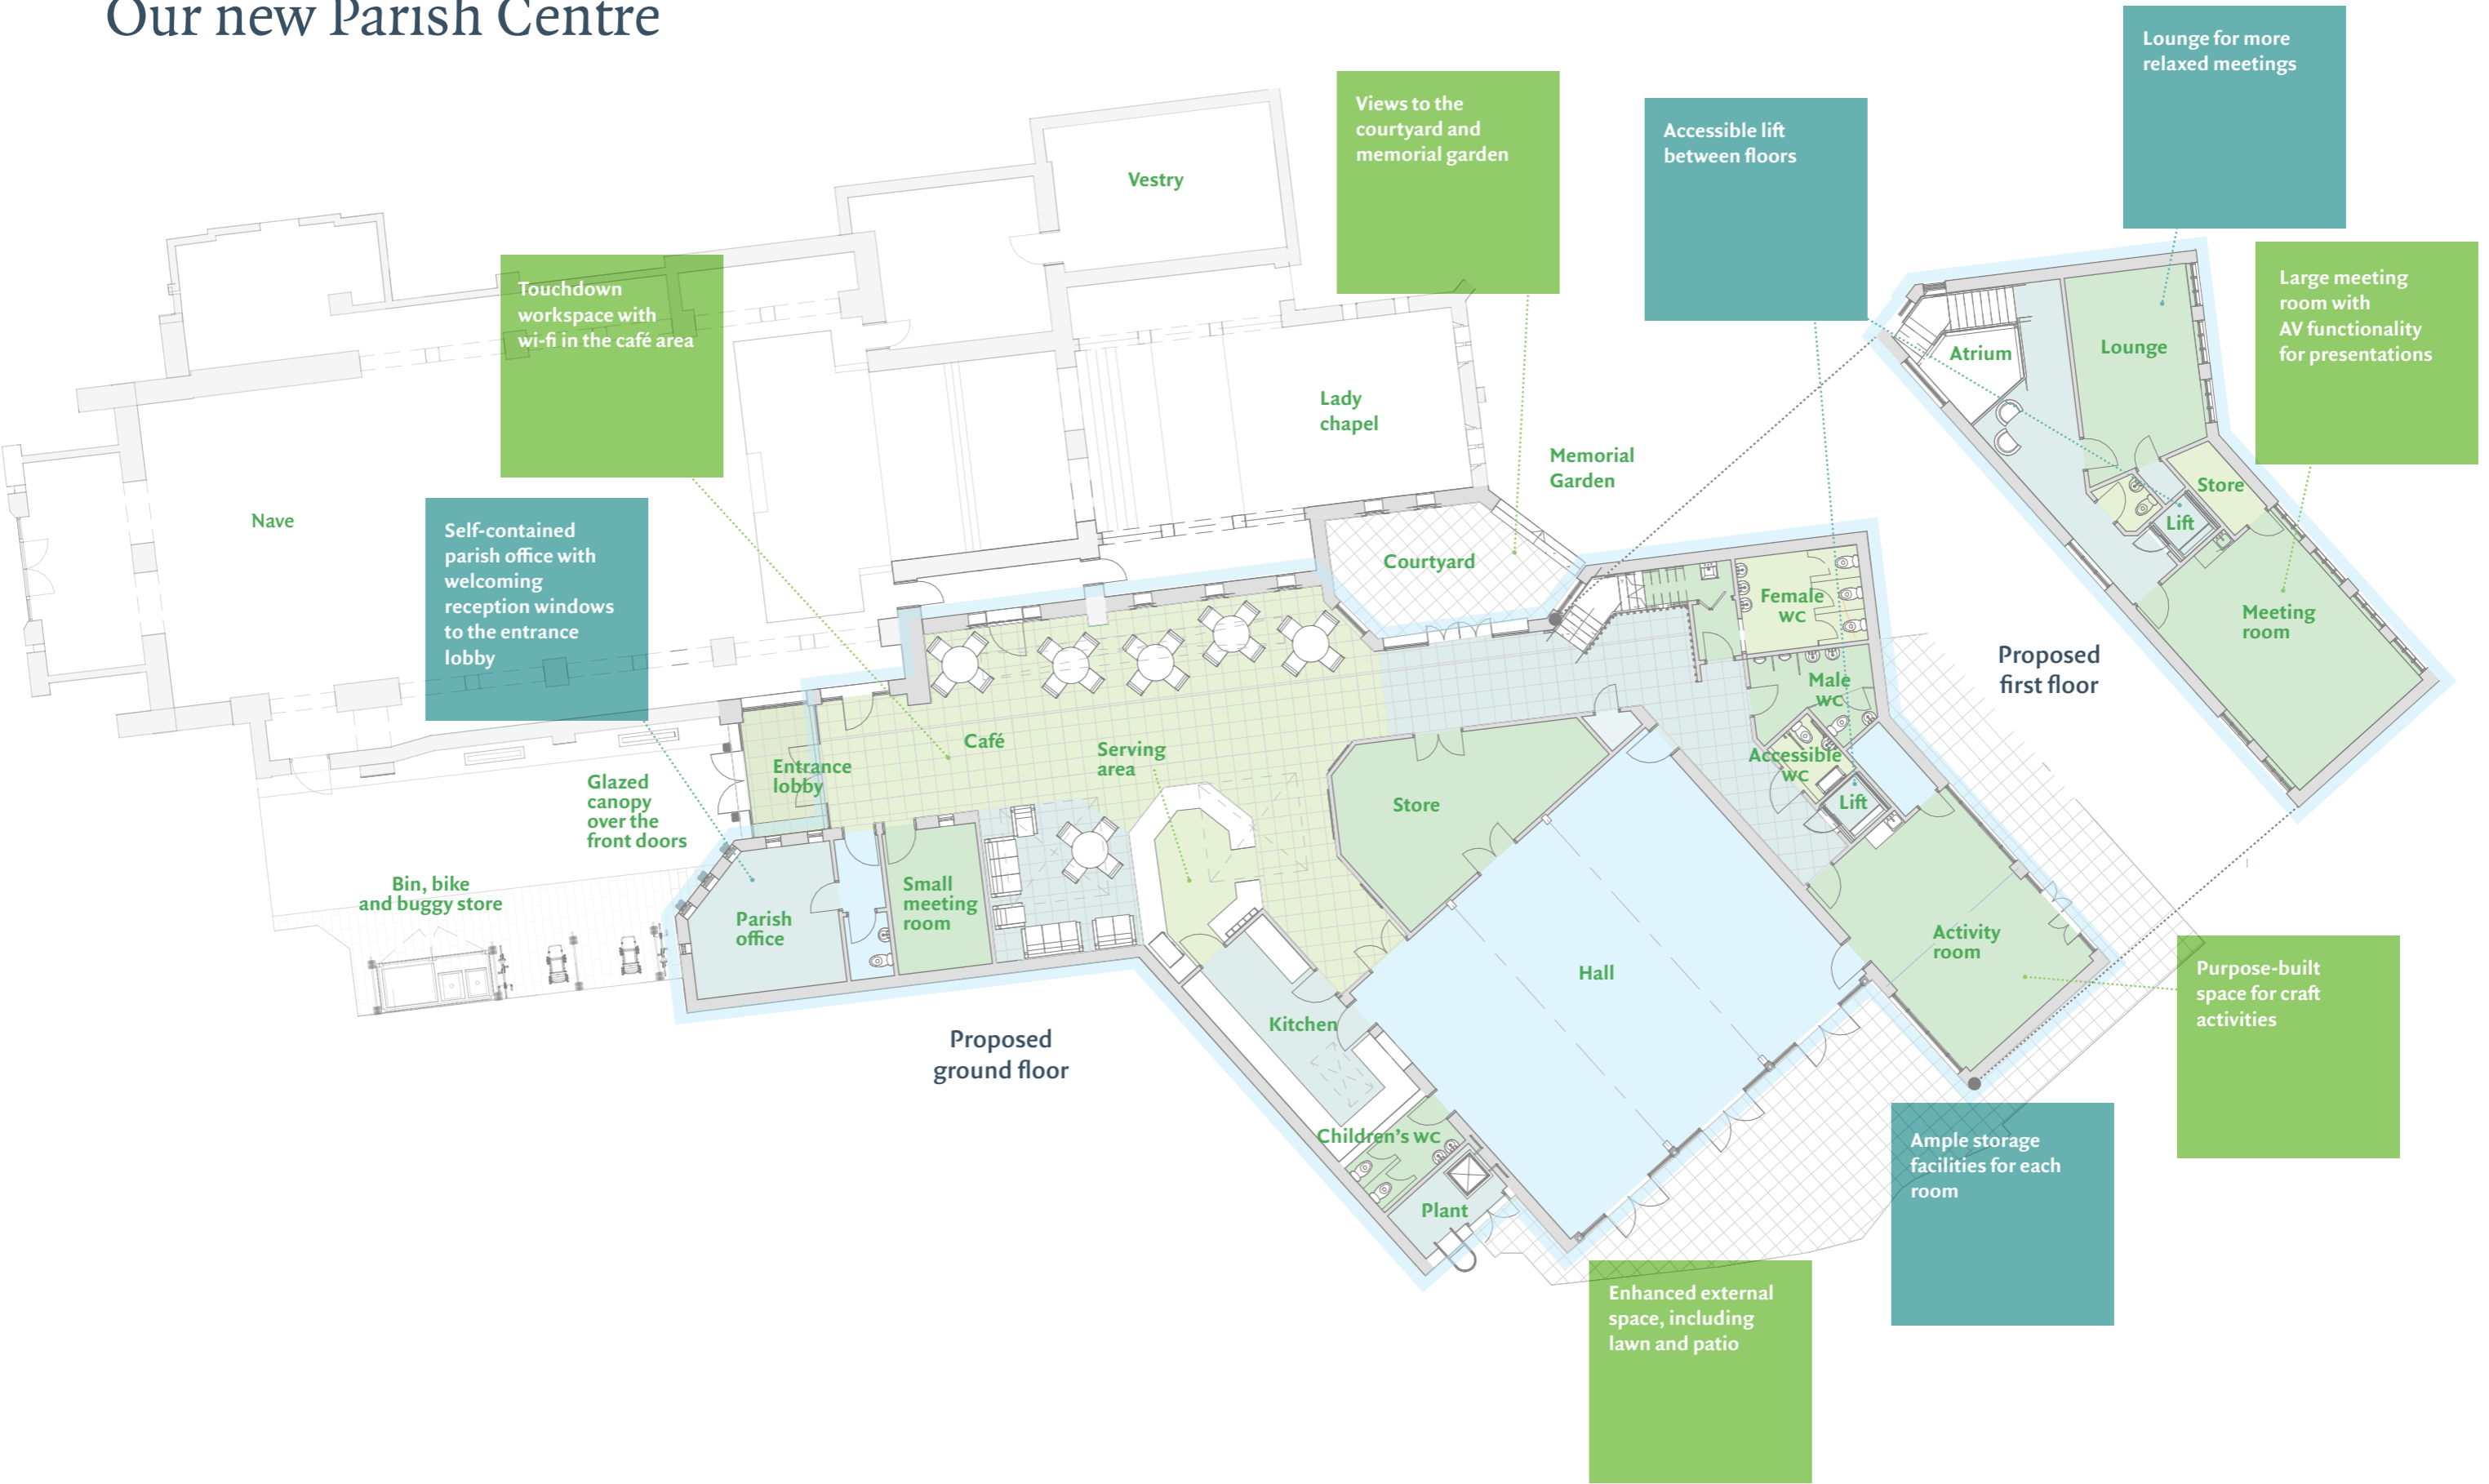 Our new Parish Centre
Lounge for more
relaxed meetings
Views to the
courtyard and
memorial garden
Accessible lift
between floors
Vestry
Touchdown
workspace with
wi-fi in the café area
Large meeting
room with
AV functionality
for presentations
Atrium
Lounge
Lady
chapel
Memorial
Garden
Store
Lift
Nave
Self-contained
parish office with
welcoming
reception windows
to the entrance
lobby
Courtyard
Female
WC
Meeting
room
Proposed
first floor
Male
WC
Café
Serving
area
Entrance
lobby
Accessible
WC
Glazed
canopy
over the
front doors
Store
Lift
Bin, bike
and buggy store
Small
meeting
room
Parish
office
Activity
room
Hall
Purpose-built
space for craft
activities
Kitchen
Proposed
ground floor
Children's WC
Ample storage
facilities for each
room
Plant
Enhanced external
space, including
lawn and patio